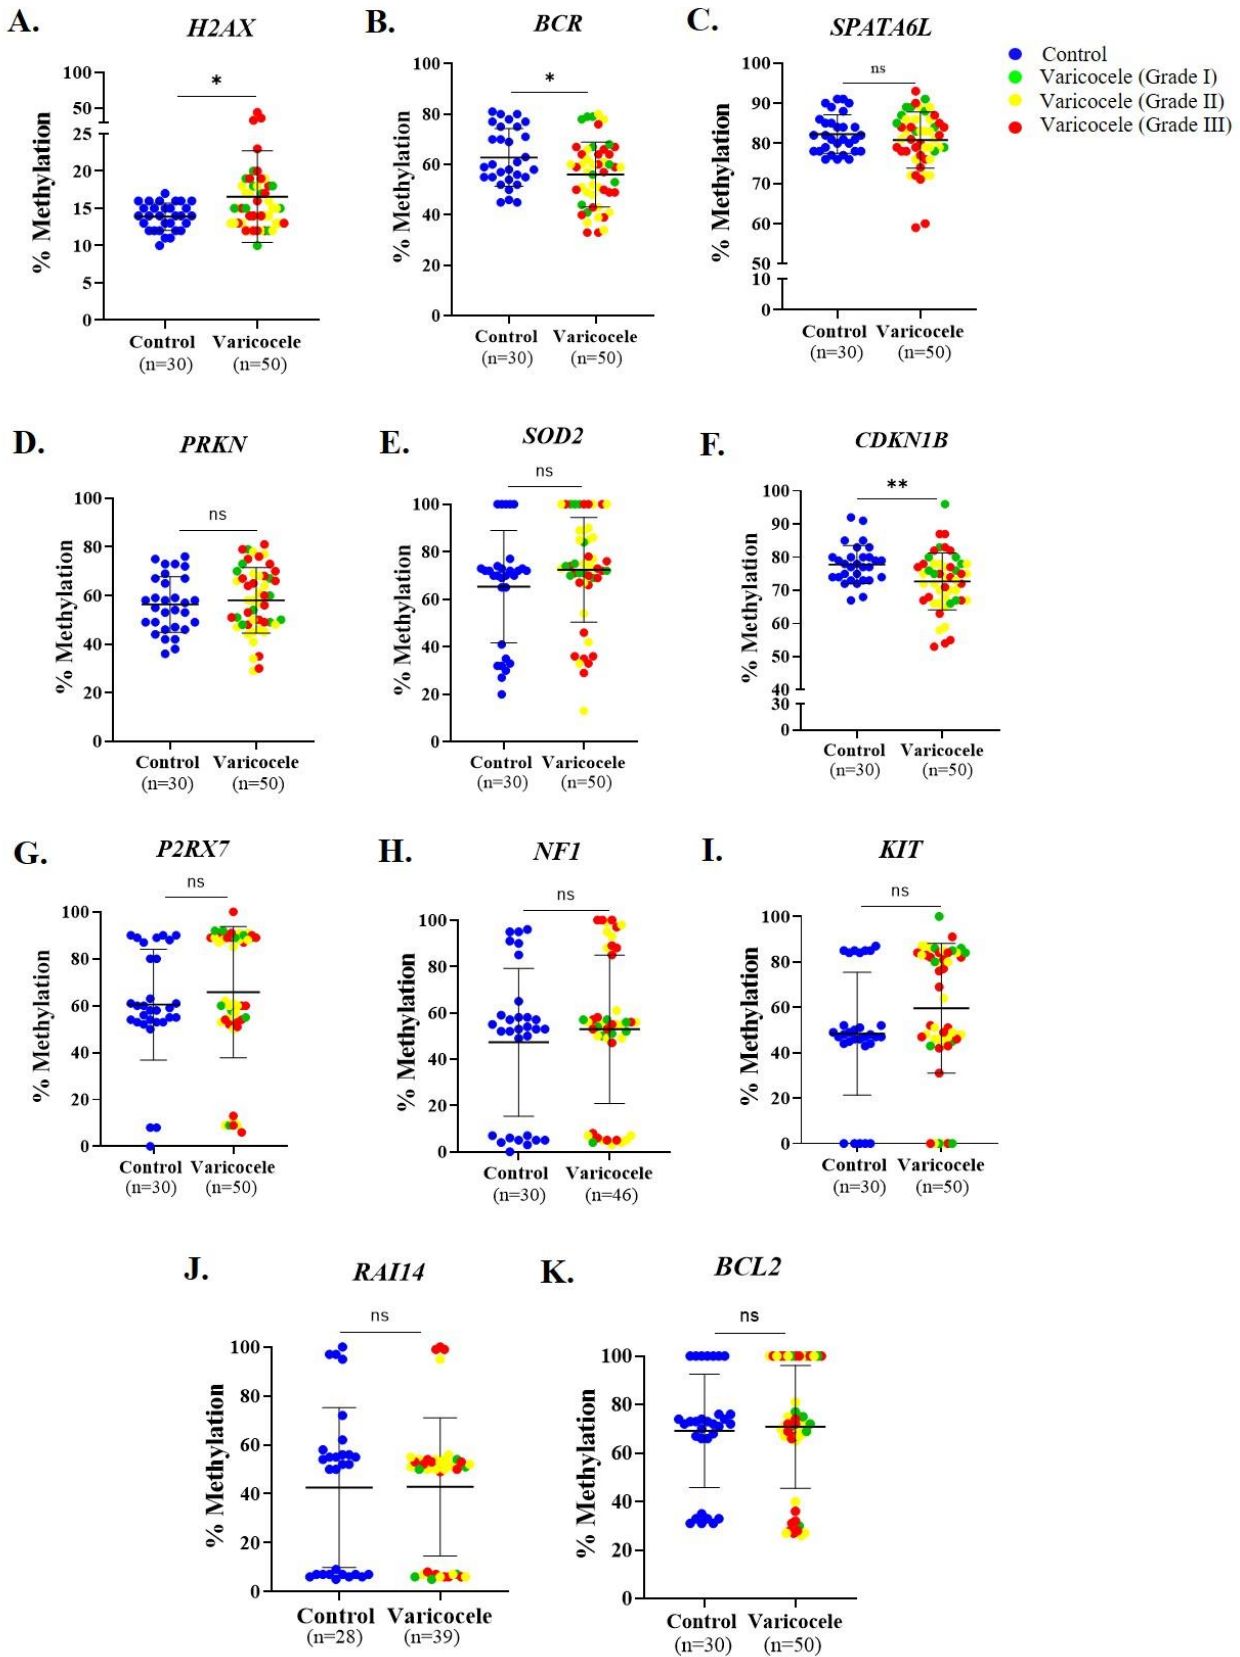 A.
H2AX
*
100
50
25
20
15
10
5
0
% Methylation
Control
Varicocele
(n=30)
(n=50)
B.
BCR
*
100
80
60
40
20
0
% Methylation
Control
Varicocele
(n=30)
(n=50)
C.
SPATA6L
ns
100
90
80
70
60
50
10
0
% Methylation
Control
Varicocele
(n=30)
(n=50)
Control
Varicocele (Grade I)
Varicocele (Grade II)
Varicocele (Grade III)
D.
PRKN
ns
100
80
60
40
20
0
% Methylation
Control
Varicocele
(n=30)
(n=50)
E.
SOD2
ns
100
80
60
40
20
0
% Methylation
Control
Varicocele
(n=30)
(n=50)
F.
CDKN1B
**
100
90
80
70
60
50
40
30
0
% Methylation
Control
Varicocele
(n=30)
(n=50)
G.
P2RX7
ns
100
80
60
40
20
0
% Methylation
Control
Varicocele
(n=30)
(n=50)
H.
NF1
ns
100
80
60
40
20
0
% Methylation
Control
Varicocele
(n=30)
(n=46)
I.
KIT
ns
100
80
60
40
20
0
% Methylation
Control
Varicocele
(n=30)
(n=50)
J.
RAI14
ns
100
80
60
40
20
0
% Methylation
Control
Varicocele
(n=28)
(n=39)
K.
BCL2
ns
100
80
60
40
20
0
% Methylation
Control
Varicocele
(n=30)
(n=50)